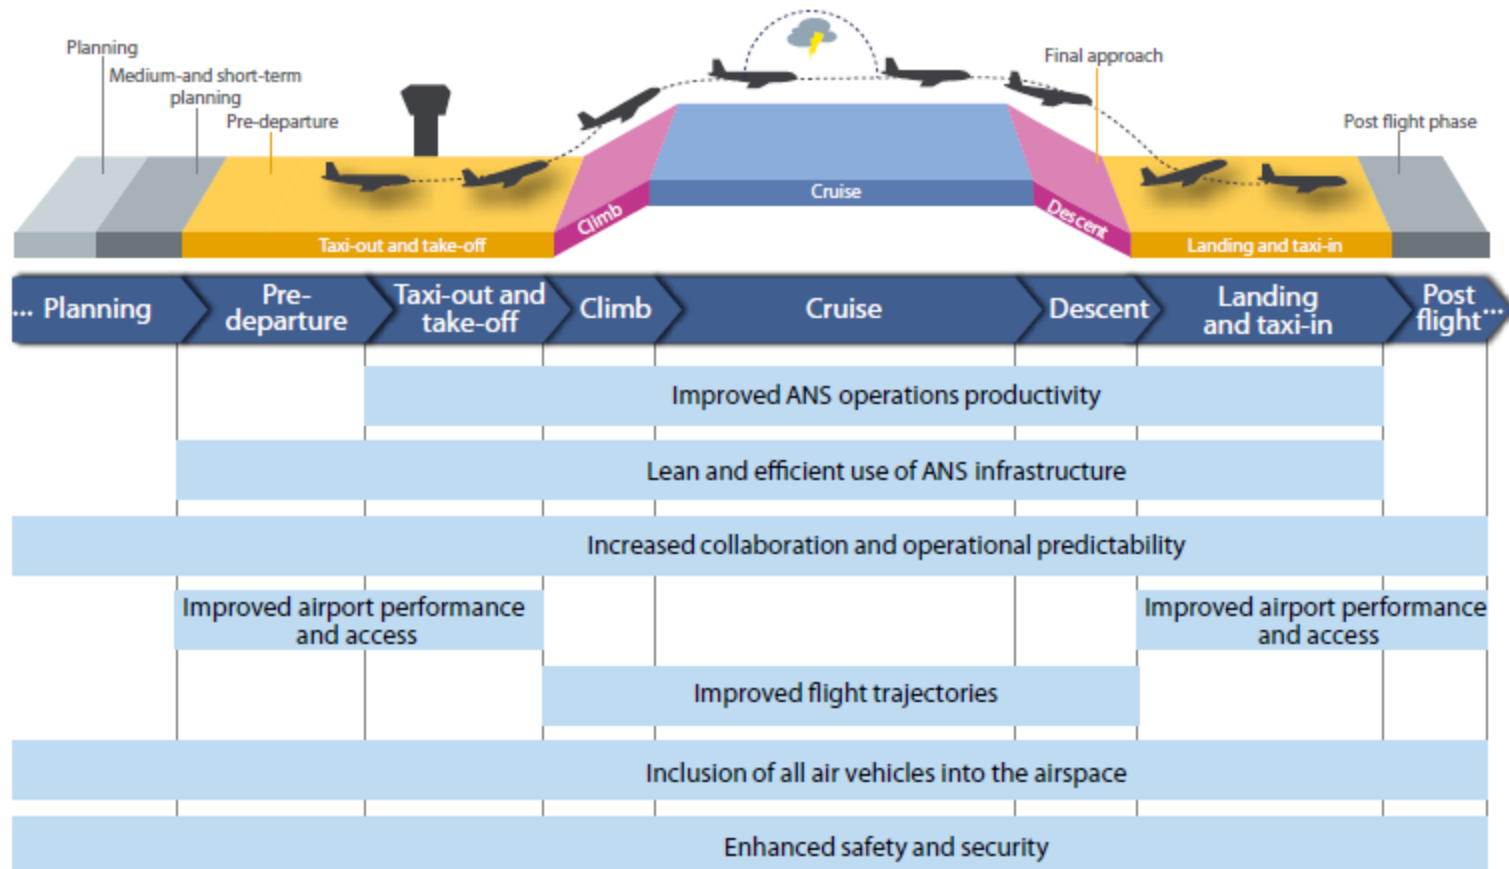 Planning
Medium-and short-term
planning
Pre-departure
Final approach
Post flight phase
Taxi-out and take-off
Climb
Cruise
Descent
Landing and taxi-in
... Planning
Pre-
departure
Taxi-out and
take-off
Climb
Cruise
Descent
Landing
and taxi-in
Post
flight...
Improved ANS operations productivity
Lean and efficient use of ANS infrastructure
Increased collaboration and operational predictability
Improved airport performance
and access
Improved airport performance
and access
Improved flight trajectories
Inclusion of all air vehicles into the airspace
Enhanced safety and security